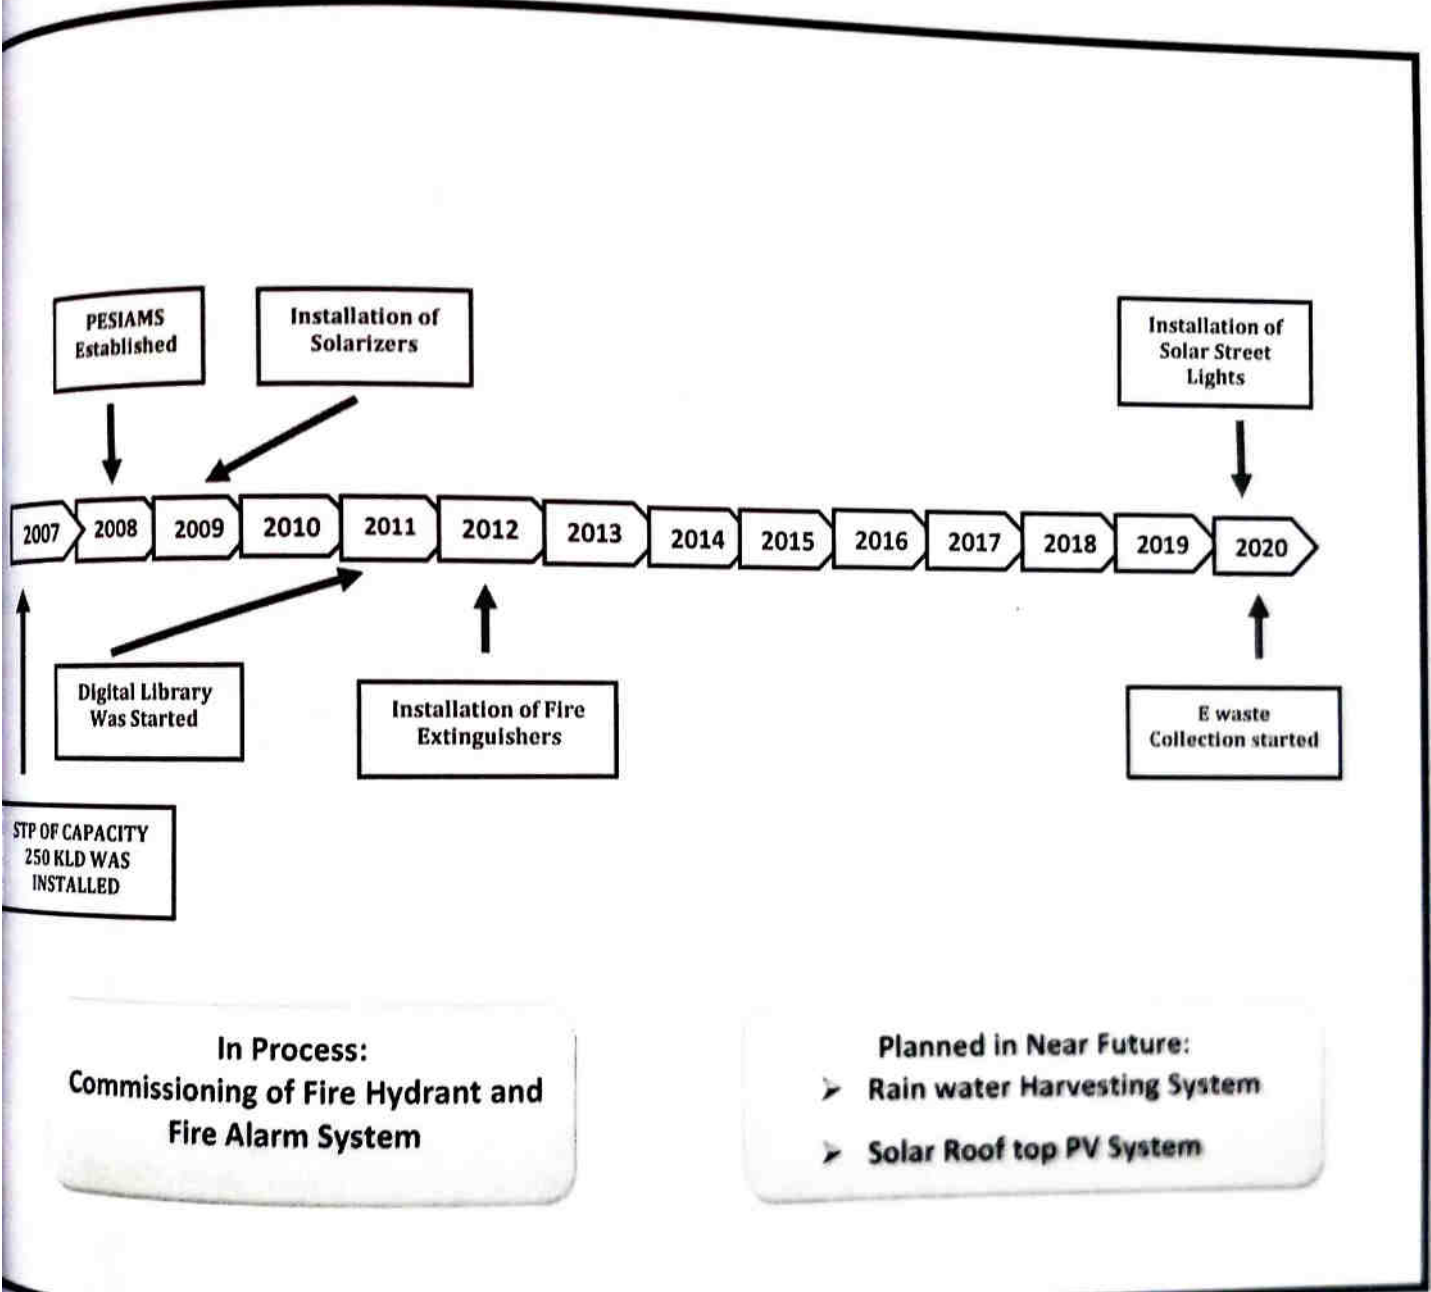 PESIAMS
Established
Installation of
Solarizers
Installation of
Solar Street
Lights
2007
2008
2009
2010
2011
2012
2013
2014
2015
2016
2017
2018
2019
2020
Digital Library
Was Started
Installation of Fire
Extinguishers
E waste
Collection started
STP OF CAPACITY
250 KLD WAS
INSTALLED
In Process:
Commissioning of Fire Hydrant and
Fire Alarm System
Planned in Near Future:
➢ Rain water Harvesting System
➢ Solar Roof top PV System